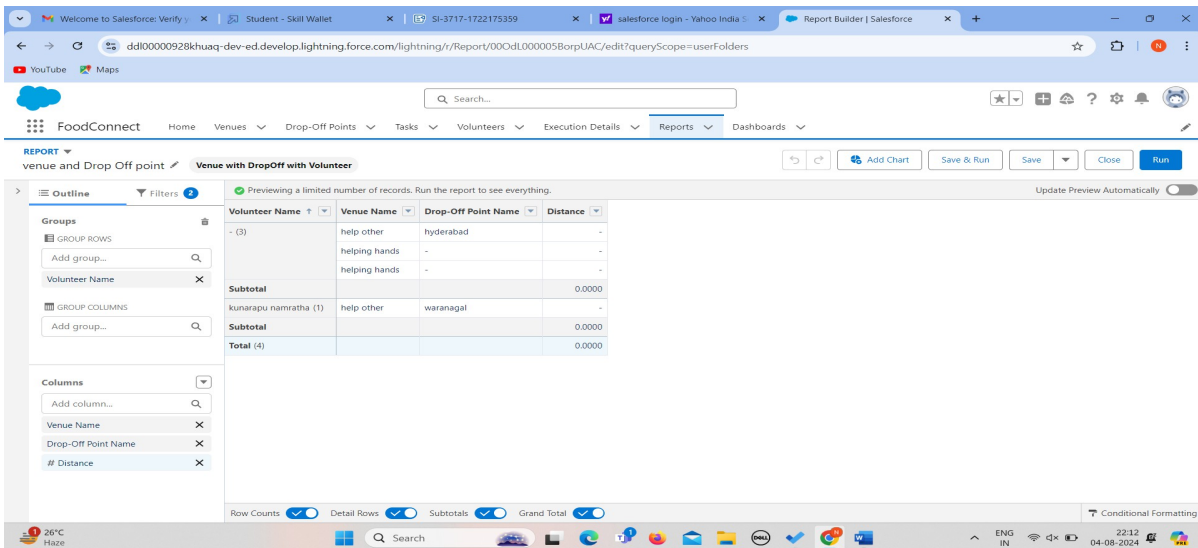 Welcome to Salesforce: Verify y
Student - Skill Wallet
SI-3717-1722175359
salesforce login - Yahoo India S
Report Builder | Salesforce
ddl00000928khuaq-dev-ed.develop.lightning.force.com/lightning/r/Report/00OdL000005BorpUAC/edit?queryScope=userFolders
N
YouTube
Maps
Search...
FoodConnect
Home
Venues
Drop-Off Points
Tasks
Volunteers
Execution Details
Reports
Dashboards
REPORT
venue and Drop Off point
Venue with DropOff with Volunteer
Add Chart
Save & Run
Save
Close
Run
Outline
Filters 2
Previewing a limited number of records. Run the report to see everything.
Update Preview Automatically
Groups
GROUP ROWS
Add group...
Volunteer Name
GROUP COLUMNS
Add group...
Columns
Add column...
Venue Name
Drop-Off Point Name
# Distance
Volunteer Name ↑ Venue Name Drop-Off Point Name Distance
- (3) help other hyderabad -
helping hands - -
helping hands - -
Subtotal 0.0000
kunarapu namratha (1) help other waranagal -
Subtotal 0.0000
Total (4) 0.0000
Row Counts
Detail Rows
Subtotals
Grand Total
Conditional Formatting
1
26°C
Haze
Search
DELL
ENG
IN
22:12
04-08-2024
PRE